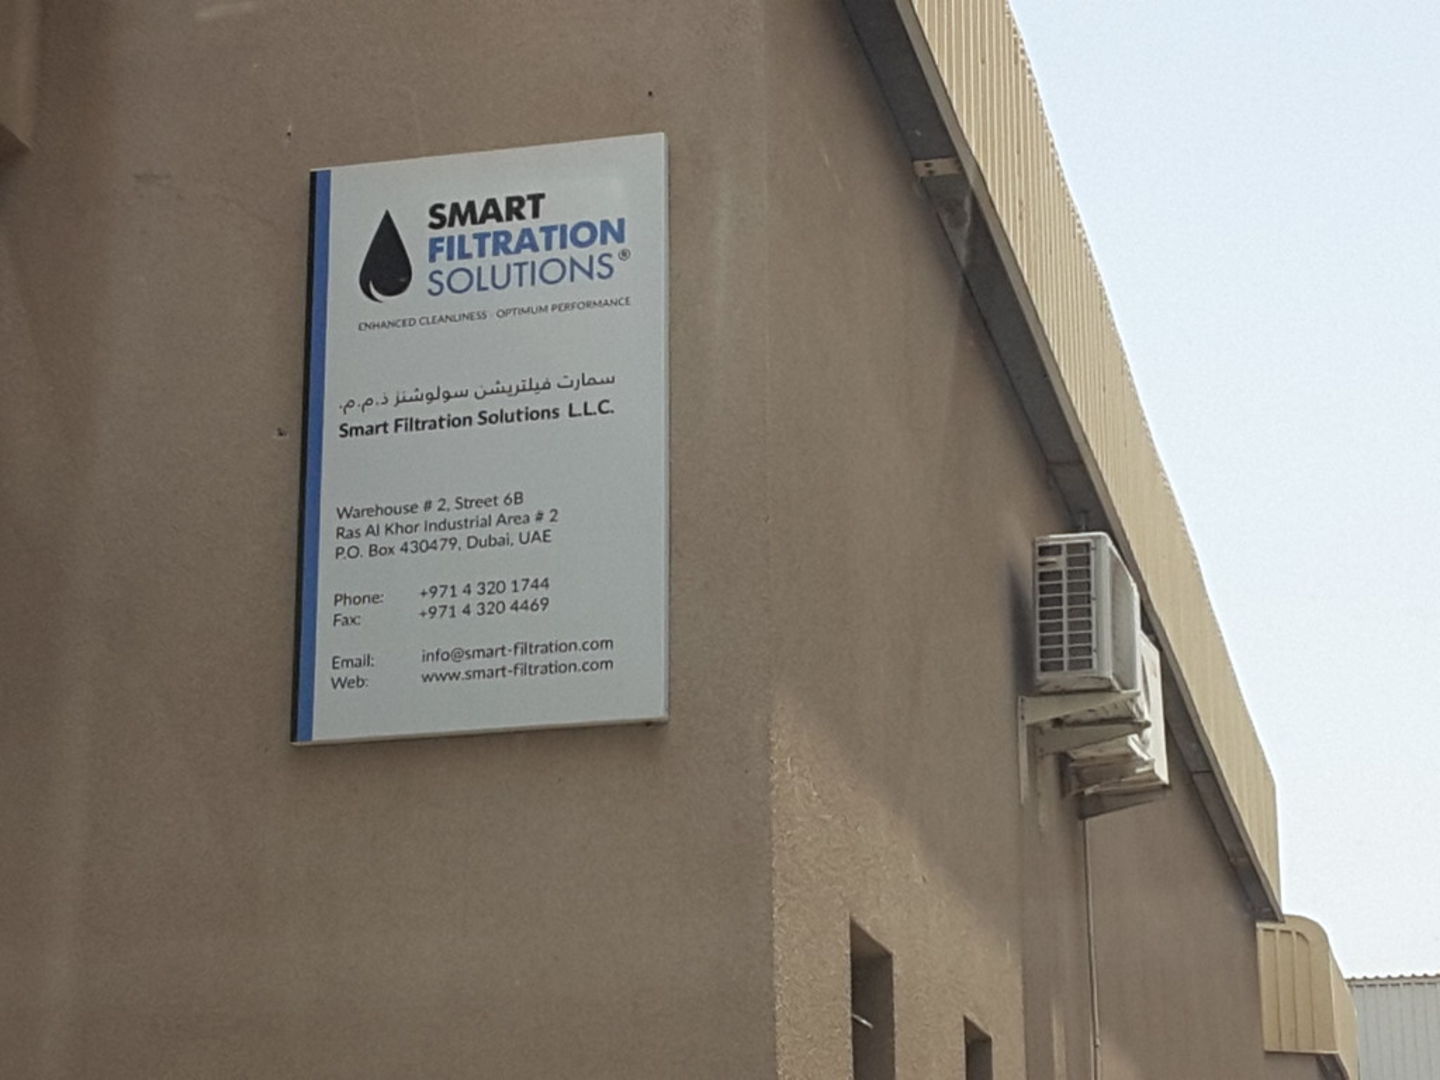 SMART
FILTRATION
SOLUTIONS®
ENHANCED CLEANLINESS · OPTIMUM PERFORMANCE
سمارت فيلتريشن سولوشنز ذ.م.م.
Smart Filtration Solutions L.L.C.
Warehouse # 2, Street 6B
Ras Al Khor Industrial Area # 2
P.O. Box 430479, Dubai, UAE
Phone: +971 4 320 1744
Fax: +971 4 320 4469
Email: info@smart-filtration.com
Web: www.smart-filtration.com